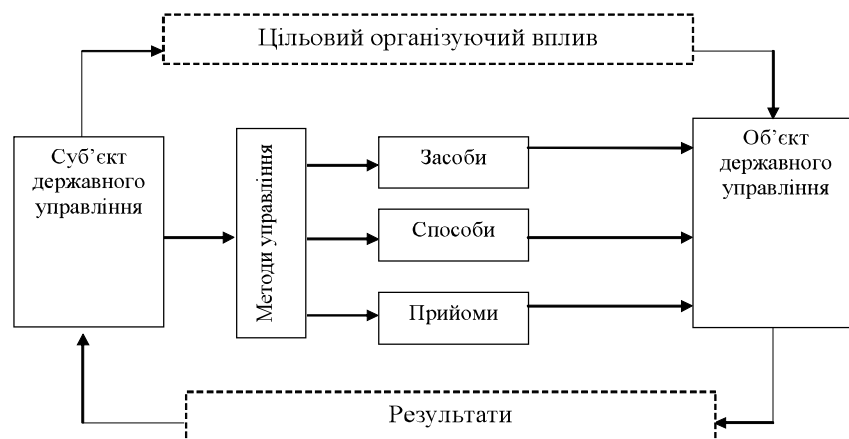 Цільовий організуючий вплив
Суб’єкт
державного
управління
Методи управління
Засоби
Способи
Прийоми
Об’єкт
державного
управління
Результати